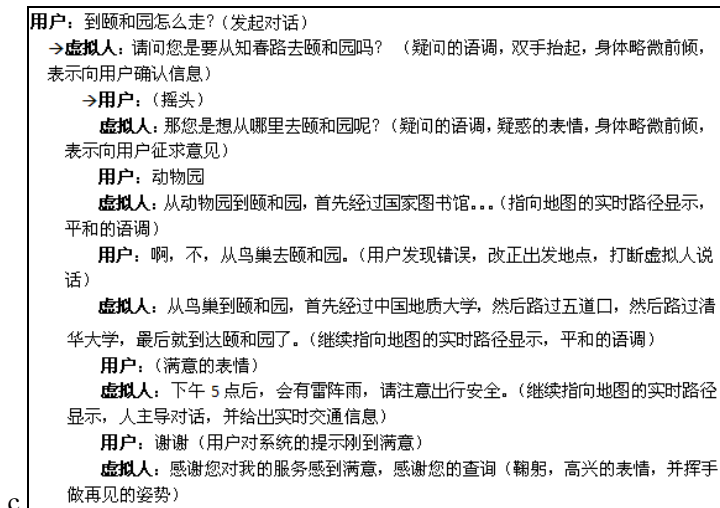 用户：到颐和园怎么走？（发起对话）
→虚拟人：请问您是要从知春路去颐和园吗？ （疑问的语调，双手抬起，身体略微前倾，
表示向用户确认信息）
→用户：（摇头）
虚拟人：那您是想从哪里去颐和园呢？（疑问的语调，疑惑的表情，身体略微前倾，
表示向用户征求意见）
用户：动物园
虚拟人：从动物园到颐和园，首先经过国家图书馆...（指向地图的实时路径显示，
平和的语调）
用户：啊，不，从鸟巢去颐和园。（用户发现错误，改正出发地点，打断虚拟人说
话）
虚拟人：从鸟巢到颐和园，首先经过中国地质大学，然后路过五道口，然后路过清
华大学，最后就到达颐和园了。（继续指向地图的实时路径显示，平和的语调）
用户：（满意的表情）
虚拟人：下午 5 点后，会有雷阵雨，请注意出行安全。（继续指向地图的实时路径
显示，人主导对话，并给出实时交通信息）
用户：谢谢（用户对系统的提示刚到满意）
虚拟人：感谢您对我的服务感到满意，感谢您的查询（鞠躬，高兴的表情，并挥手
做再见的姿势）
c